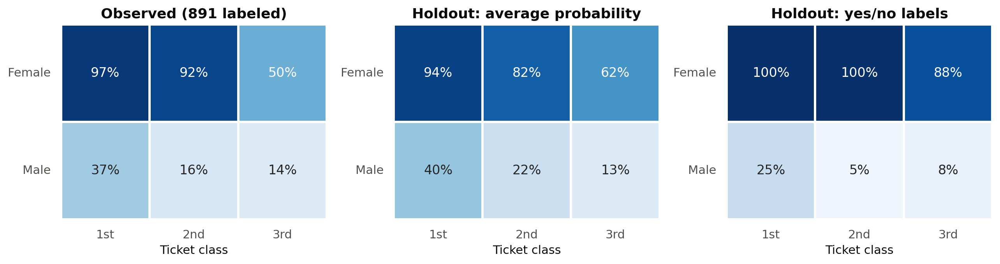 Observed (891 labeled)
Female
97%
92%
50%
Male
37%
16%
14%
1st
2nd
3rd
Ticket class
Holdout: average probability
Female
94%
82%
62%
Male
40%
22%
13%
1st
2nd
3rd
Ticket class
Holdout: yes/no labels
Female
100%
100%
88%
Male
25%
5%
8%
1st
2nd
3rd
Ticket class